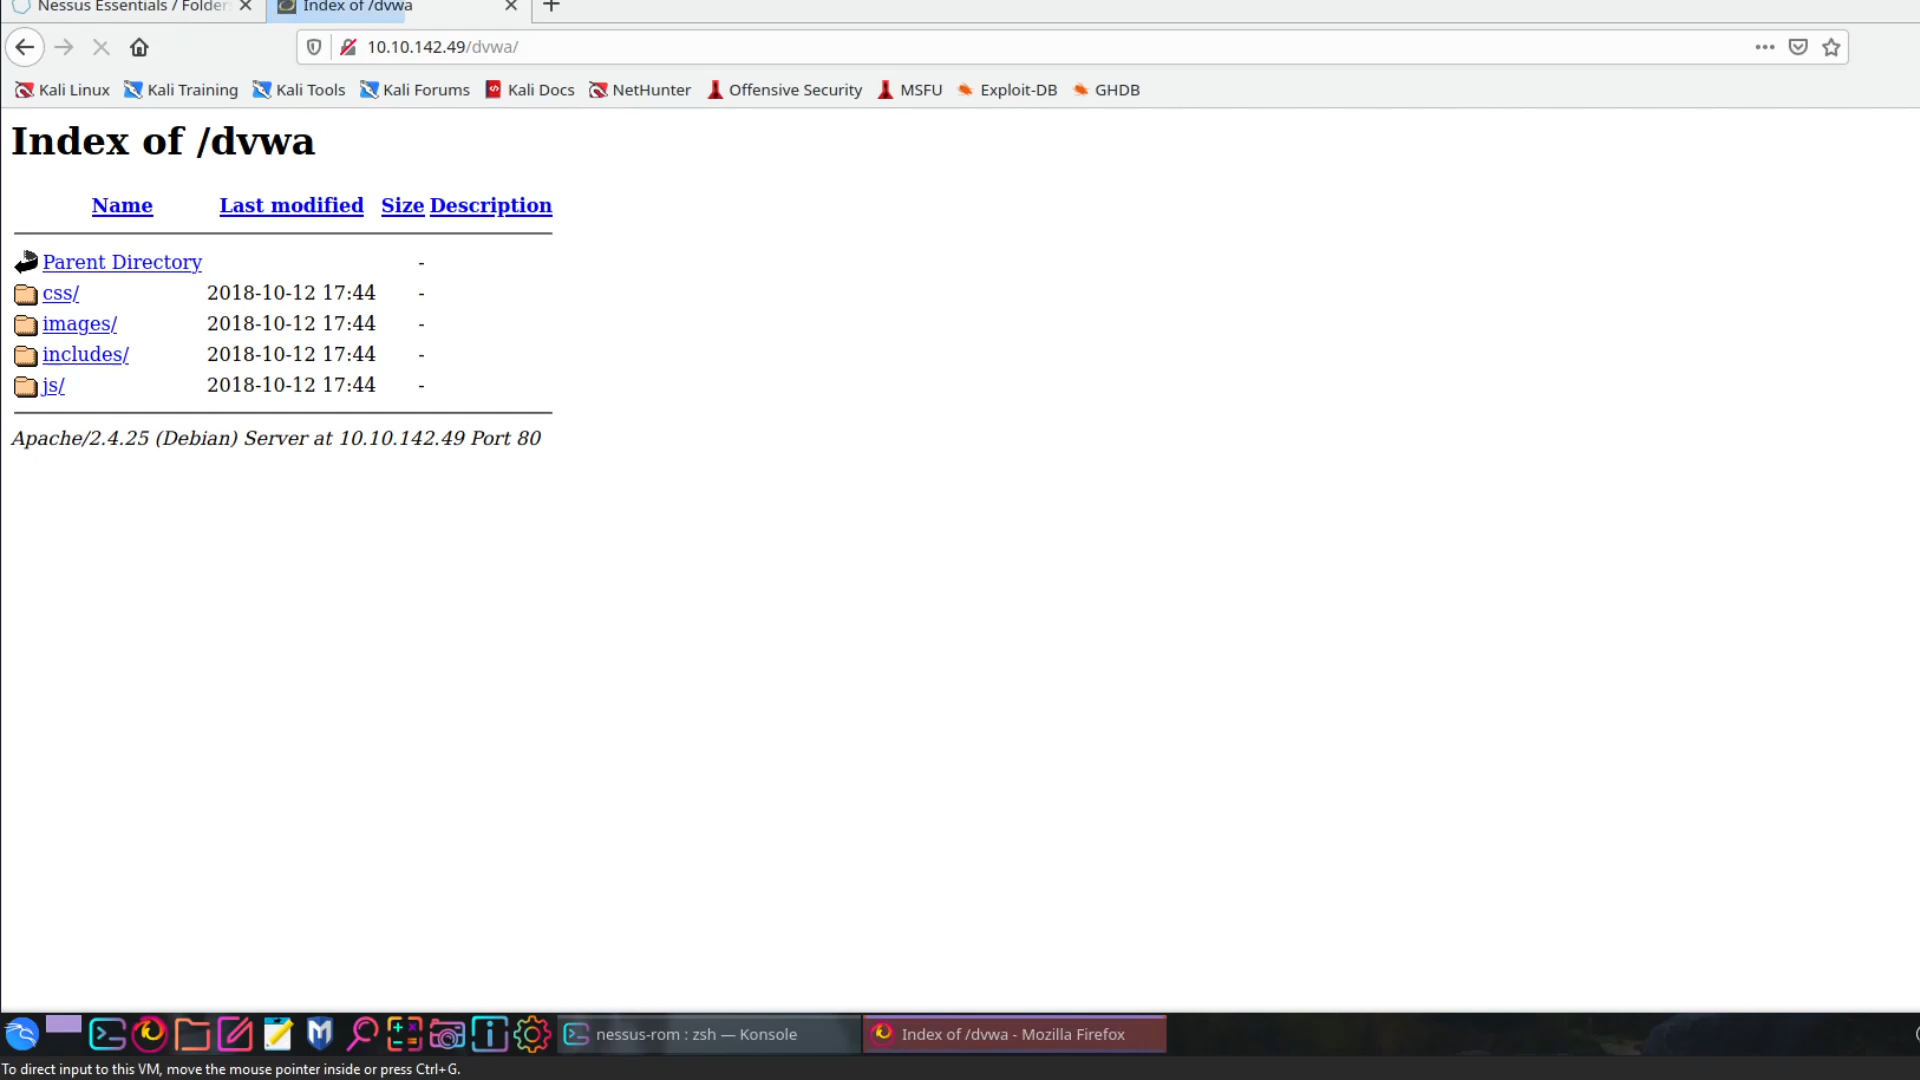 Nessus Essentials / Folders
Index of /dvwa
10.10.142.49/dvwa/
Kali Linux Kali Training Kali Tools Kali Forums Kali Docs NetHunter Offensive Security MSFU Exploit-DB GHDB
Index of /dvwa
Name Last modified Size Description
Parent Directory -
css/ 2018-10-12 17:44 -
images/ 2018-10-12 17:44 -
includes/ 2018-10-12 17:44 -
js/ 2018-10-12 17:44 -
Apache/2.4.25 (Debian) Server at 10.10.142.49 Port 80
nessus-rom : zsh — Konsole
Index of /dvwa - Mozilla Firefox
To direct input to this VM, move the mouse pointer inside or press Ctrl+G.